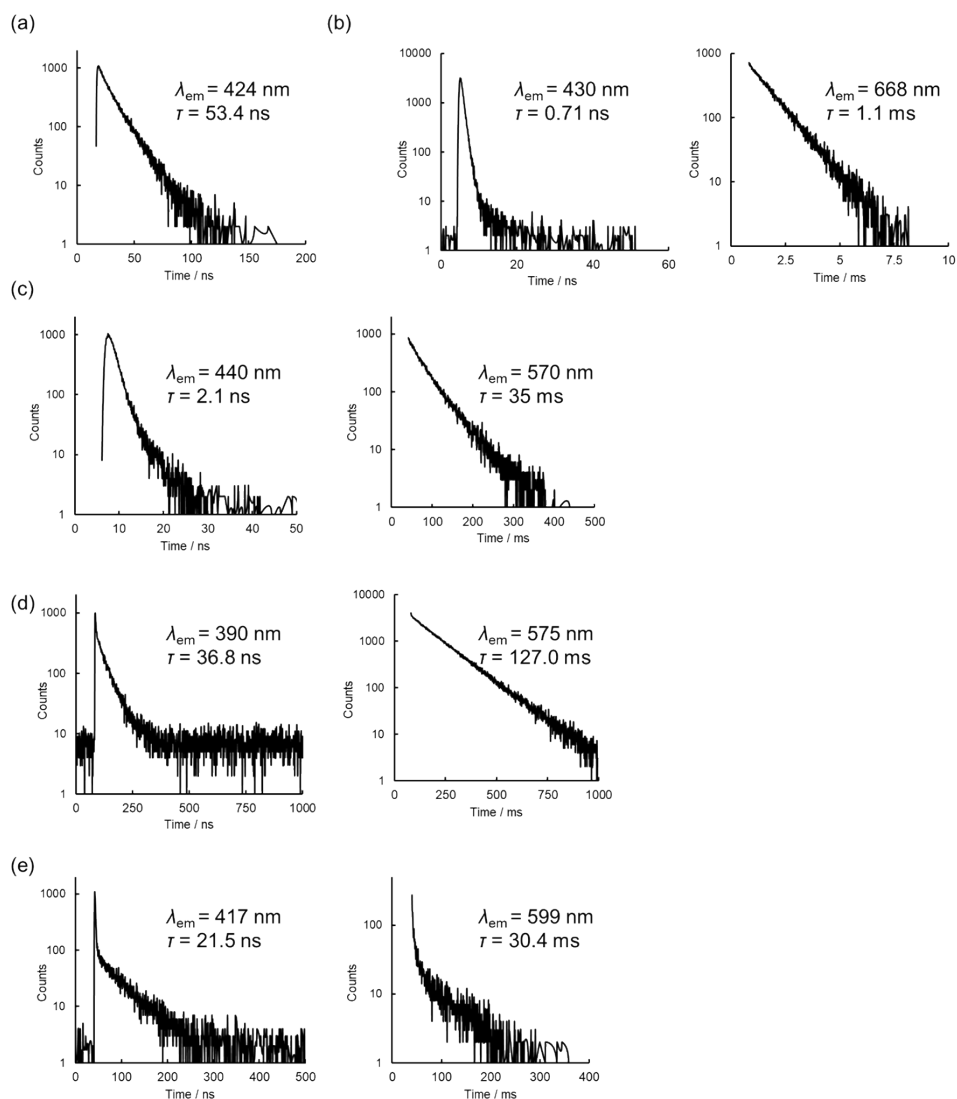 (a)
1000
100
10
1
Counts
λem = 424 nm
τ = 53.4 ns
0 50 100 150 200
Time / ns
(b)
10000
1000
100
10
1
Counts
λem = 430 nm
τ = 0.71 ns
0 20 40 60
Time / ns
1000
100
10
1
Counts
λem = 668 nm
τ = 1.1 ms
0 2.5 5 7.5 10
Time / ms
(c)
1000
100
10
1
Counts
λem = 440 nm
τ = 2.1 ns
0 10 20 30 40 50
Time / ns
1000
100
10
1
Counts
λem = 570 nm
τ = 35 ms
0 100 200 300 400 500
Time / ms
(d)
1000
100
10
1
Counts
λem = 390 nm
τ = 36.8 ns
0 250 500 750 1000
Time / ns
10000
1000
100
10
1
Counts
λem = 575 nm
τ = 127.0 ms
0 250 500 750 1000
Time / ms
(e)
1000
100
10
1
Counts
λem = 417 nm
τ = 21.5 ns
0 100 200 300 400 500
Time / ns
100
10
1
Counts
λem = 599 nm
τ = 30.4 ms
0 100 200 300 400
Time / ms